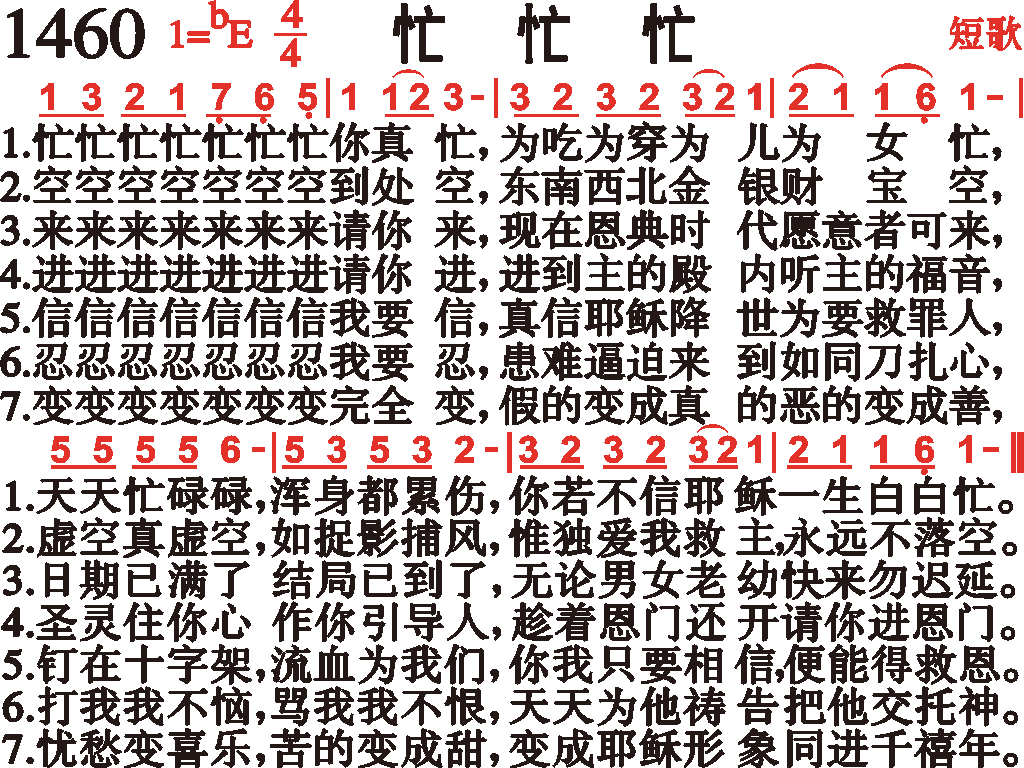 1460 1=bE 4/4 忙 忙 忙 短歌
1 3 2 1 7 6 5 | 1 12 3 - | 3 2 3 2 32 1 | 2 1 1 6 1 - |
1.忙忙忙忙忙忙忙你真 忙,为吃为穿为 儿为 女 忙,
2.空空空空空空空到处 空,东南西北金 银财 宝 空,
3.来来来来来来来请你 来,现在恩典时 代愿意者可来,
4.进进进进进进进请你 进,进到主的殿 内听主的福音,
5.信信信信信信信我要 信,真信耶稣降 世为要救罪人,
6.忍忍忍忍忍忍忍我要 忍,患难逼迫来 到如同刀扎心,
7.变变变变变变变完全 变,假的变成真 的恶的变成善,
5 5 5 5 6 - | 5 3 5 3 2 - | 3 2 3 2 32 1 | 2 1 1 6 1 -
1.天天忙碌碌,浑身都累伤,你若不信耶 稣一生白白忙。
2.虚空真虚空,如捉影捕风,惟独爱我救 主,永远不落空。
3.日期已满了 结局已到了,无论男女老 幼快来勿迟延。
4.圣灵住你心 作你引导人,趁着恩门还 开请你进恩门。
5.钉在十字架,流血为我们,你我只要相 信,便能得救恩。
6.打我我不恼,骂我我不恨,天天为他祷 告把他交托神。
7.忧愁变喜乐,苦的变成甜,变成耶稣形 象同进千禧年。